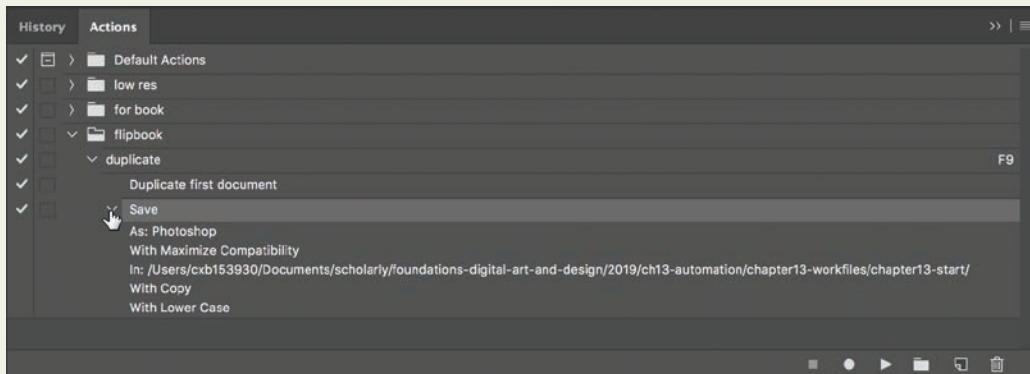 History Actions
Default Actions
low res
for book
flipbook
duplicate F9
Duplicate first document
Save
As: Photoshop
With Maximize Compatibility
In: /Users/cxb153930/Documents/scholarly/foundations-digital-art-and-design/2019/ch13-automation/chapter13-workfiles/chapter13-start/
With Copy
With Lower Case